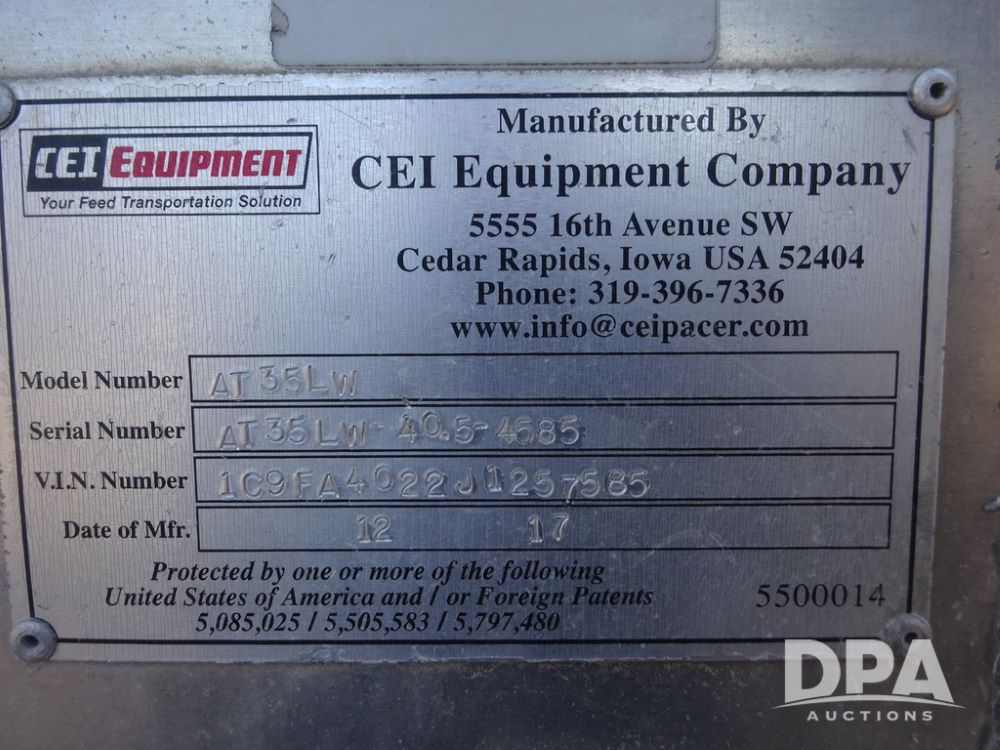 CEI EQUIPMENT
Your Feed Transportation Solution
Manufactured By
CEI Equipment Company
5555 16th Avenue SW
Cedar Rapids, Iowa USA 52404
Phone: 319-396-7336
www.info@ceipacer.com
Model Number AT35LW
Serial Number AT35LW-40.5-4585
V.I.N. Number 1C9FA4022J1257585
Date of Mfr. 12 17
Protected by one or more of the following
United States of America and / or Foreign Patents
5,085,025 / 5,505,583 / 5,797,480
5500014
DPA
AUCTIONS